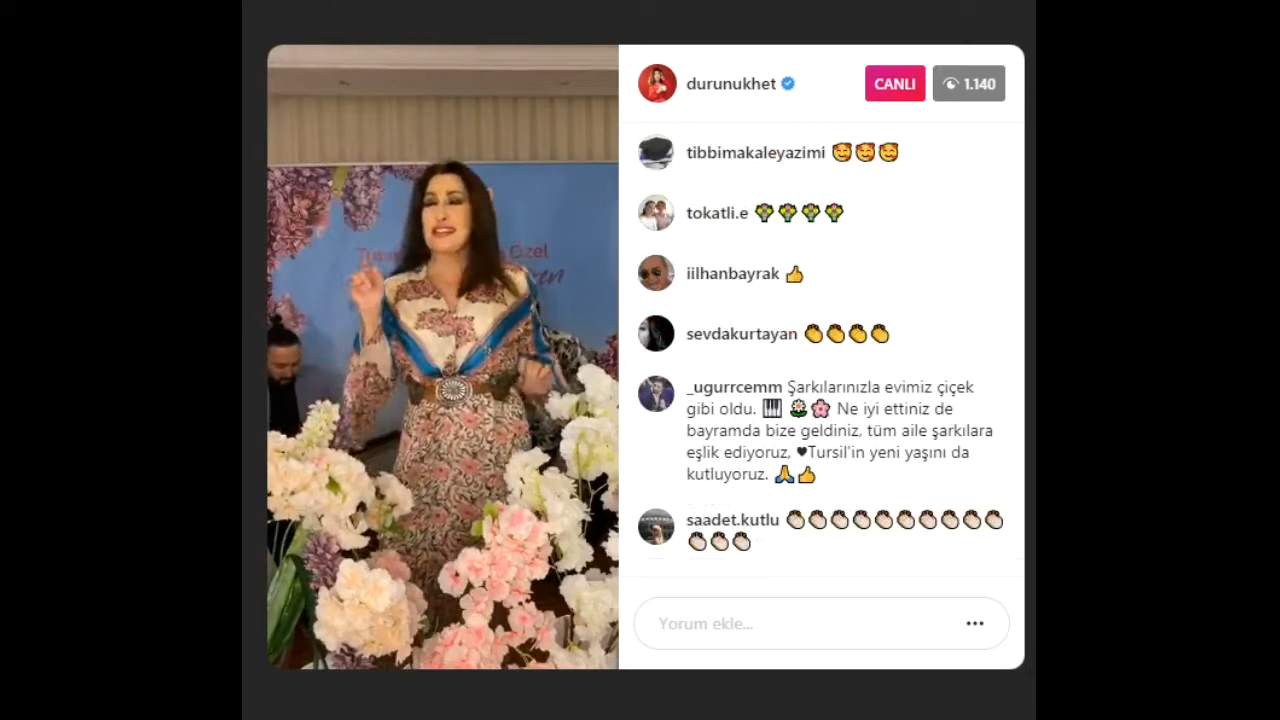 durunukhet
CANLI
1.140
tibbimakaleyazimi 🥰🥰🥰
tokatli.e 💐💐💐💐
iilhanbayrak 👍
sevdakurtayan 👏👏👏👏
_ugurrcemm Şarkılarınızla evimiz çiçek
gibi oldu. 🎹 🌼🌸 Ne iyi ettiniz de
bayramda bize geldiniz, tüm aile şarkılara
eşlik ediyoruz, ♥Tursil'in yeni yaşını da
kutluyoruz. 🙏👍
saadet.kutlu 👏🏻👏🏻👏🏻👏🏻👏🏻👏🏻👏🏻👏🏻👏🏻👏🏻
👏🏻👏🏻👏🏻
Yorum ekle...
Özel